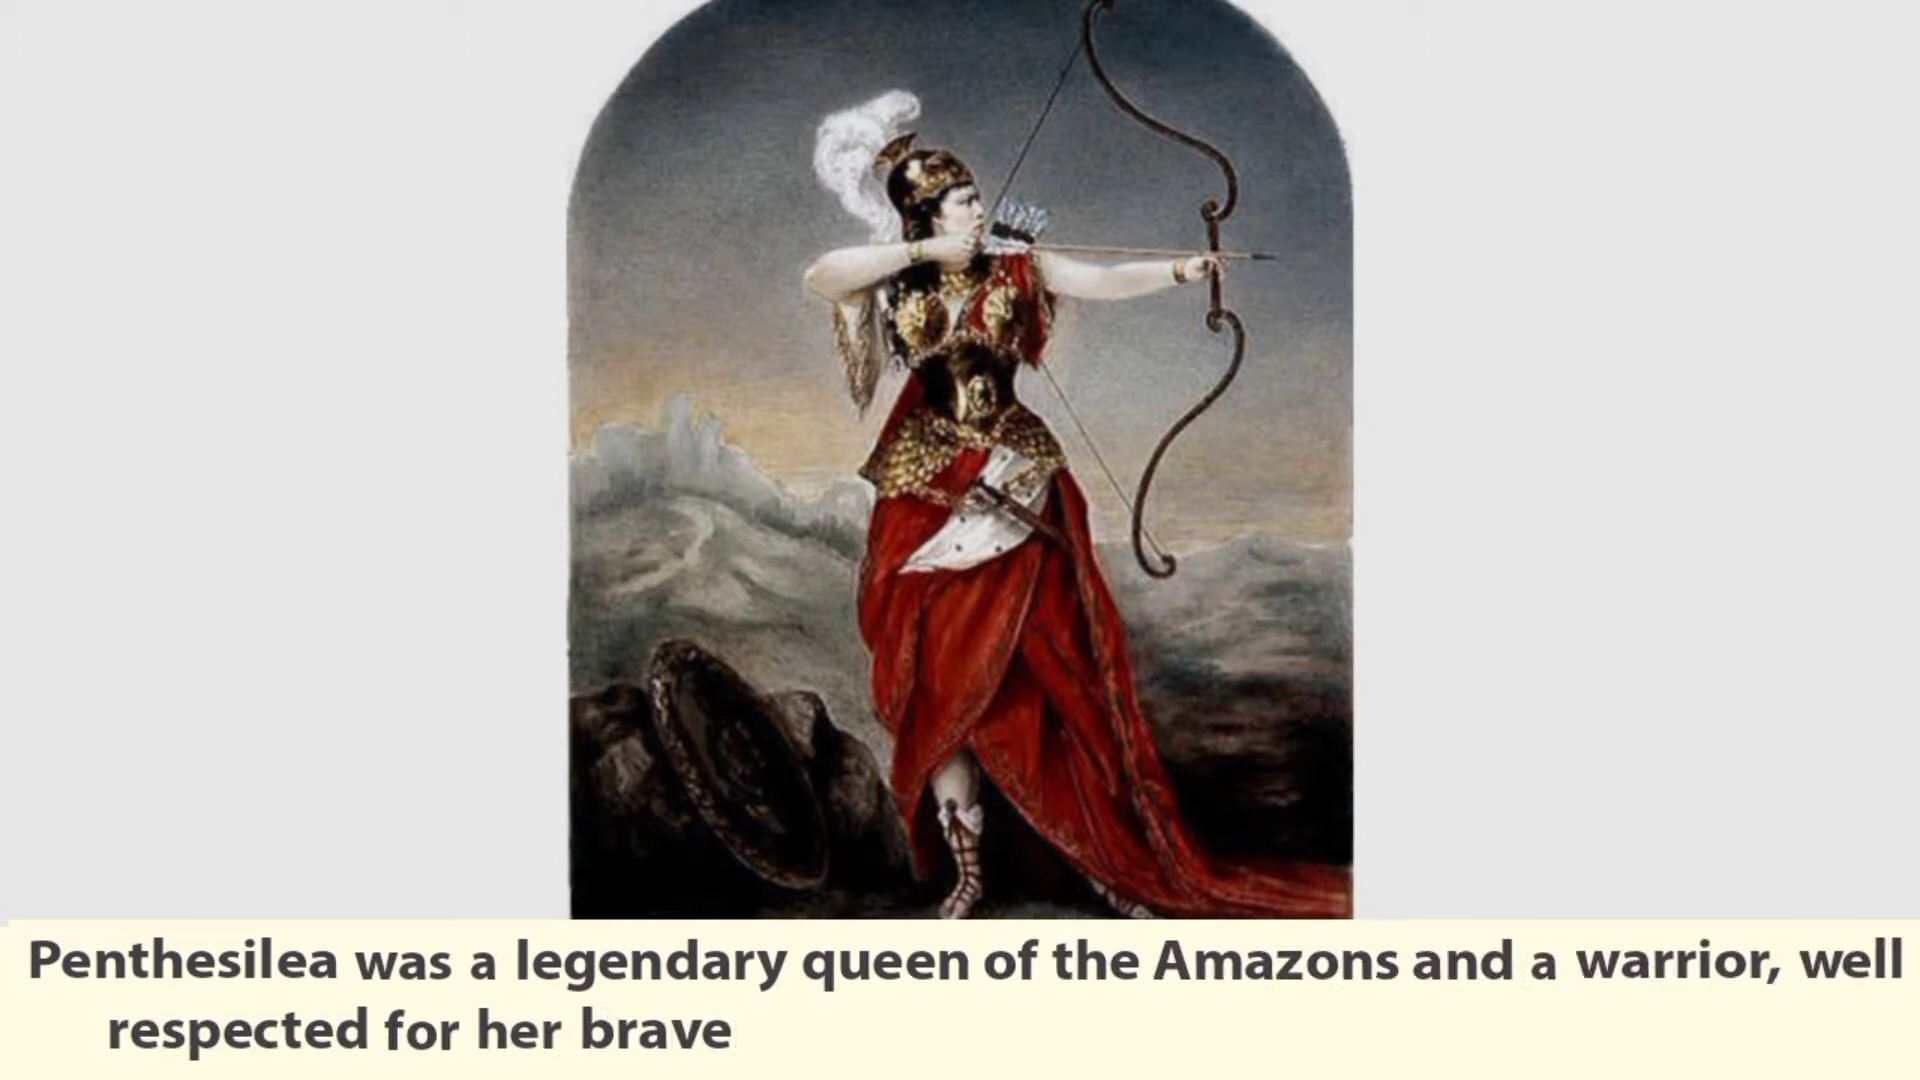 Penthesilea was a legendary queen of the Amazons and a warrior, well
respected for her brave